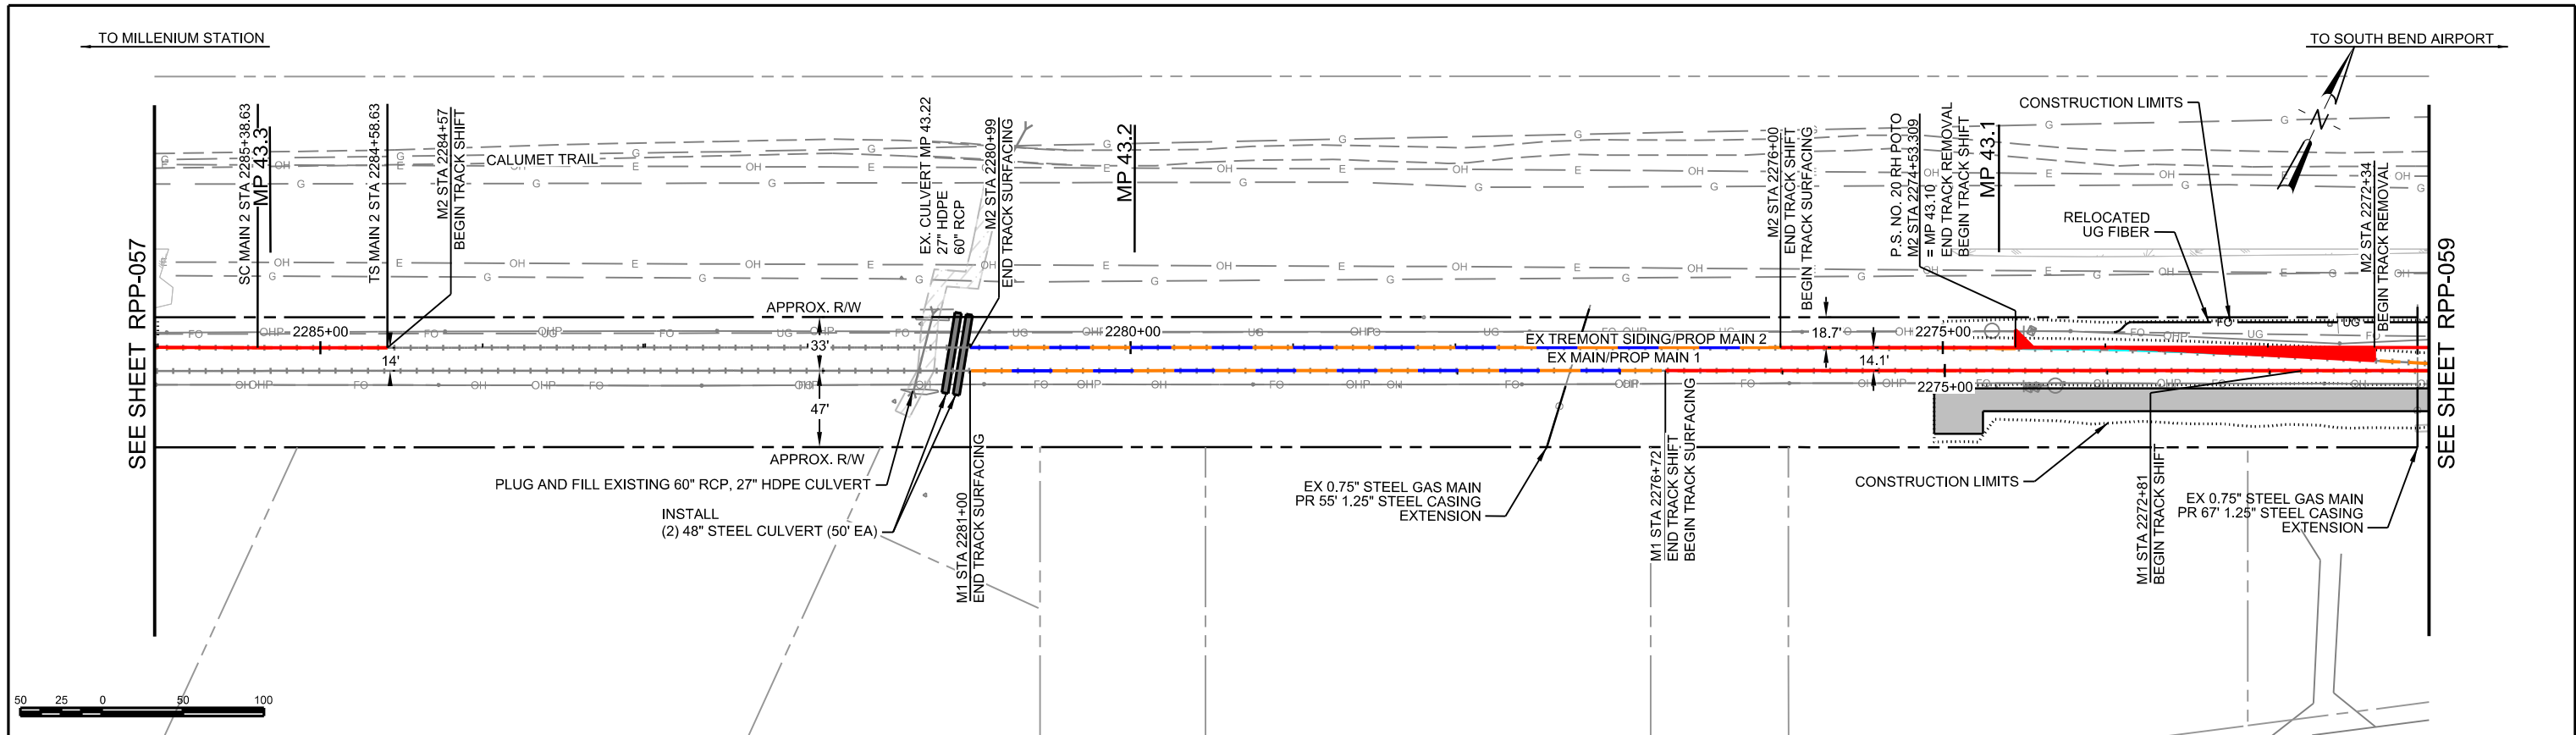 TO MILLENIUM STATION
TO SOUTH BEND AIRPORT
SEE SHEET RPP-057
SC MAIN 2 STA 2285+38.63
MP 43.3
TS MAIN 2 STA 2284+58.63
M2 STA 2284+57
BEGIN TRACK SHIFT
CALUMET TRAIL
EX. CULVERT MP 43.22
27" HDPE
60" RCP
M2 STA 2280+99
END TRACK SURFACING
MP 43.2
M2 STA 2276+00
END TRACK SHIFT
BEGIN TRACK SURFACING
P.S. NO. 20 RH POTO
M2 STA 2274+53.309
= MP 43.10
END TRACK REMOVAL
BEGIN TRACK SHIFT
MP 43.1
CONSTRUCTION LIMITS
N
RELOCATED
UG FIBER
M2 STA 2272+34
BEGIN TRACK REMOVAL
SEE SHEET RPP-059
APPROX. R/W
2285+00
33'
2280+00
EX TREMONT SIDING/PROP MAIN 2
18.7'
2275+00
14'
EX MAIN/PROP MAIN 1
14.1'
2275+00
47'
APPROX. R/W
PLUG AND FILL EXISTING 60" RCP, 27" HDPE CULVERT
INSTALL
(2) 48" STEEL CULVERT (50' EA)
M1 STA 2281+00
END TRACK SURFACING
EX 0.75" STEEL GAS MAIN
PR 55' 1.25" STEEL CASING
EXTENSION
M1 STA 2276+72
END TRACK SHIFT
BEGIN TRACK SURFACING
CONSTRUCTION LIMITS
M1 STA 2272+81
BEGIN TRACK SHIFT
EX 0.75" STEEL GAS MAIN
PR 67' 1.25" STEEL CASING
EXTENSION
50 25 0 50 100